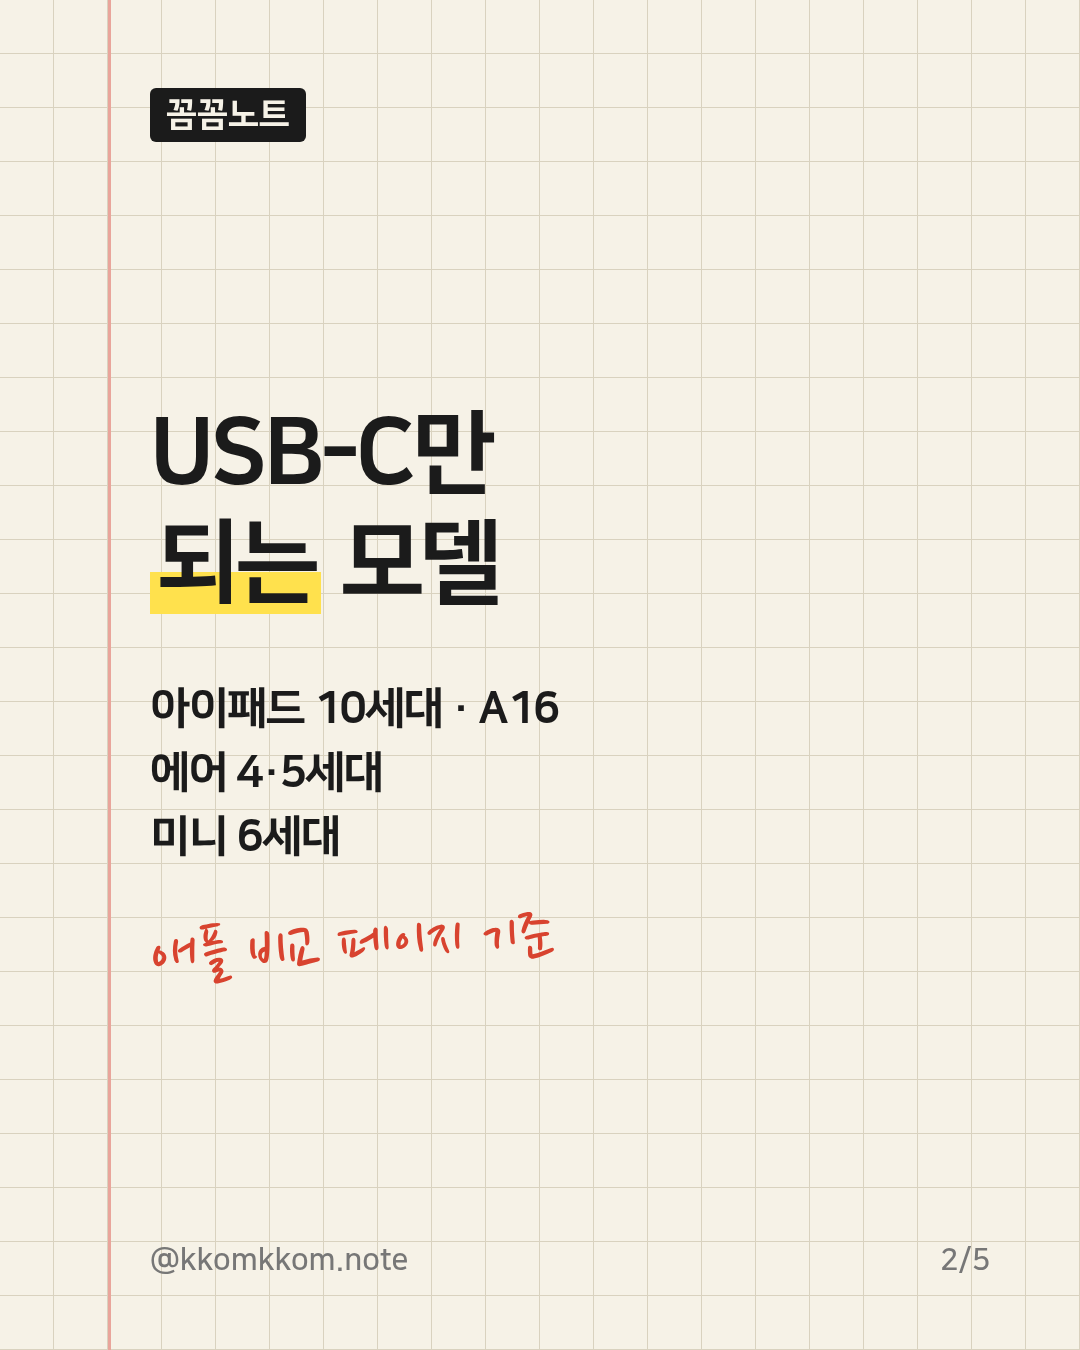 꼼꼼노트
USB-C만
되는 모델
아이패드 10세대 · A16
에어 4·5세대
미니 6세대
애플 비교 페이지 기준
@kkomkkom.note
2/5